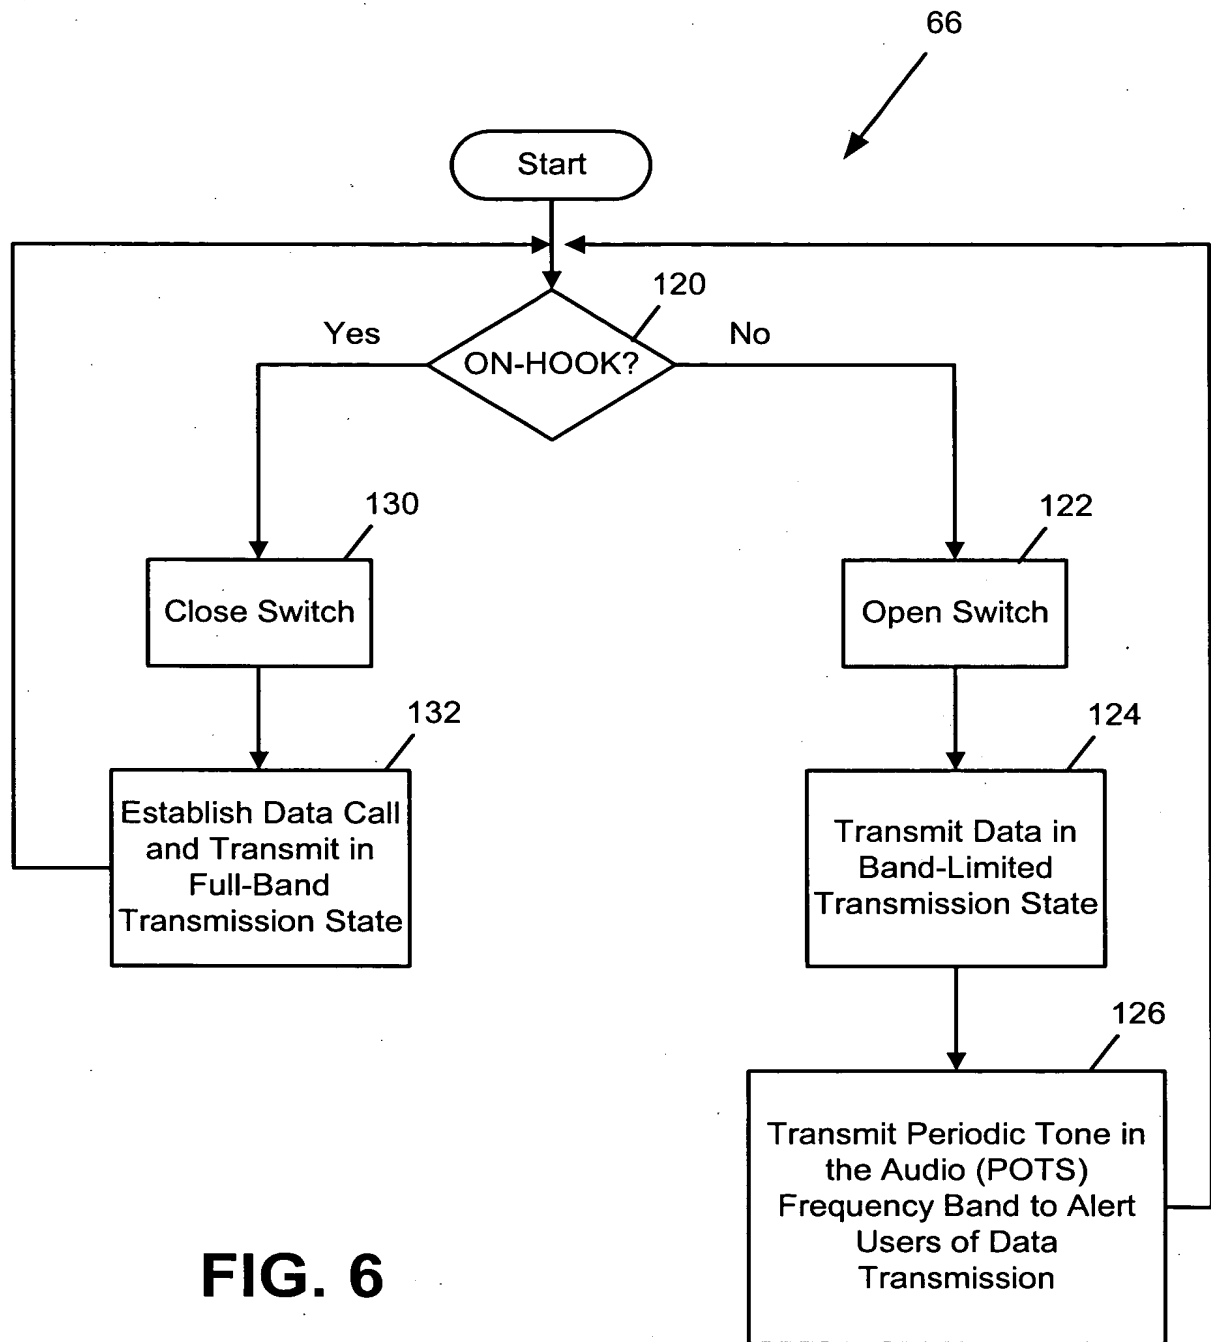 66
Start
120
Yes
No
ON-HOOK?
130
122
Close Switch
Open Switch
132
124
Establish Data Call
and Transmit in
Full-Band
Transmission State
Transmit Data in
Band-Limited
Transmission State
126
Transmit Periodic Tone in
the Audio (POTS)
Frequency Band to Alert
Users of Data
Transmission
FIG. 6